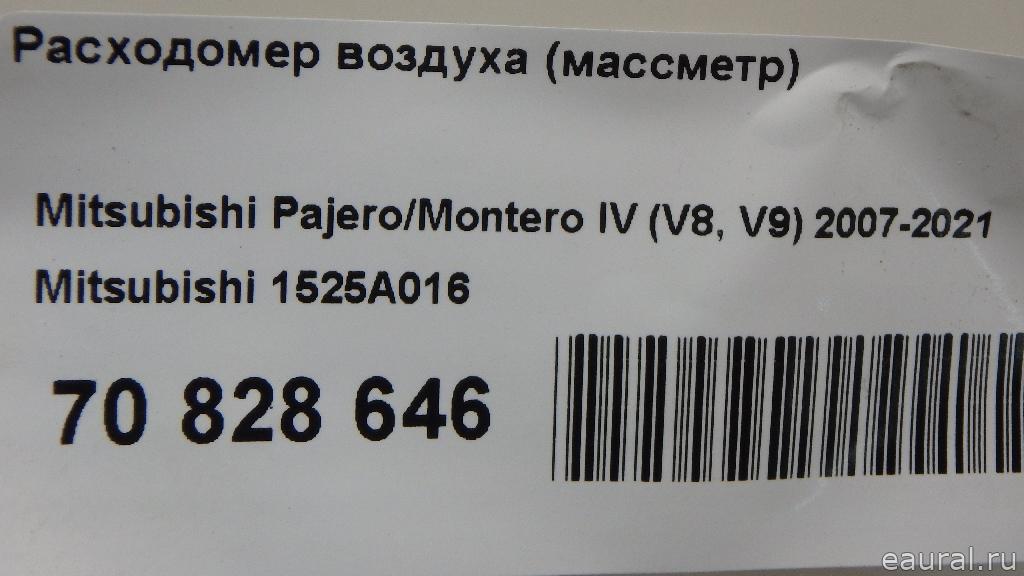 Расходомер воздуха (массметр)
Mitsubishi Pajero/Montero IV (V8, V9) 2007-2021
Mitsubishi 1525A016
70 828 646
eaural.ru